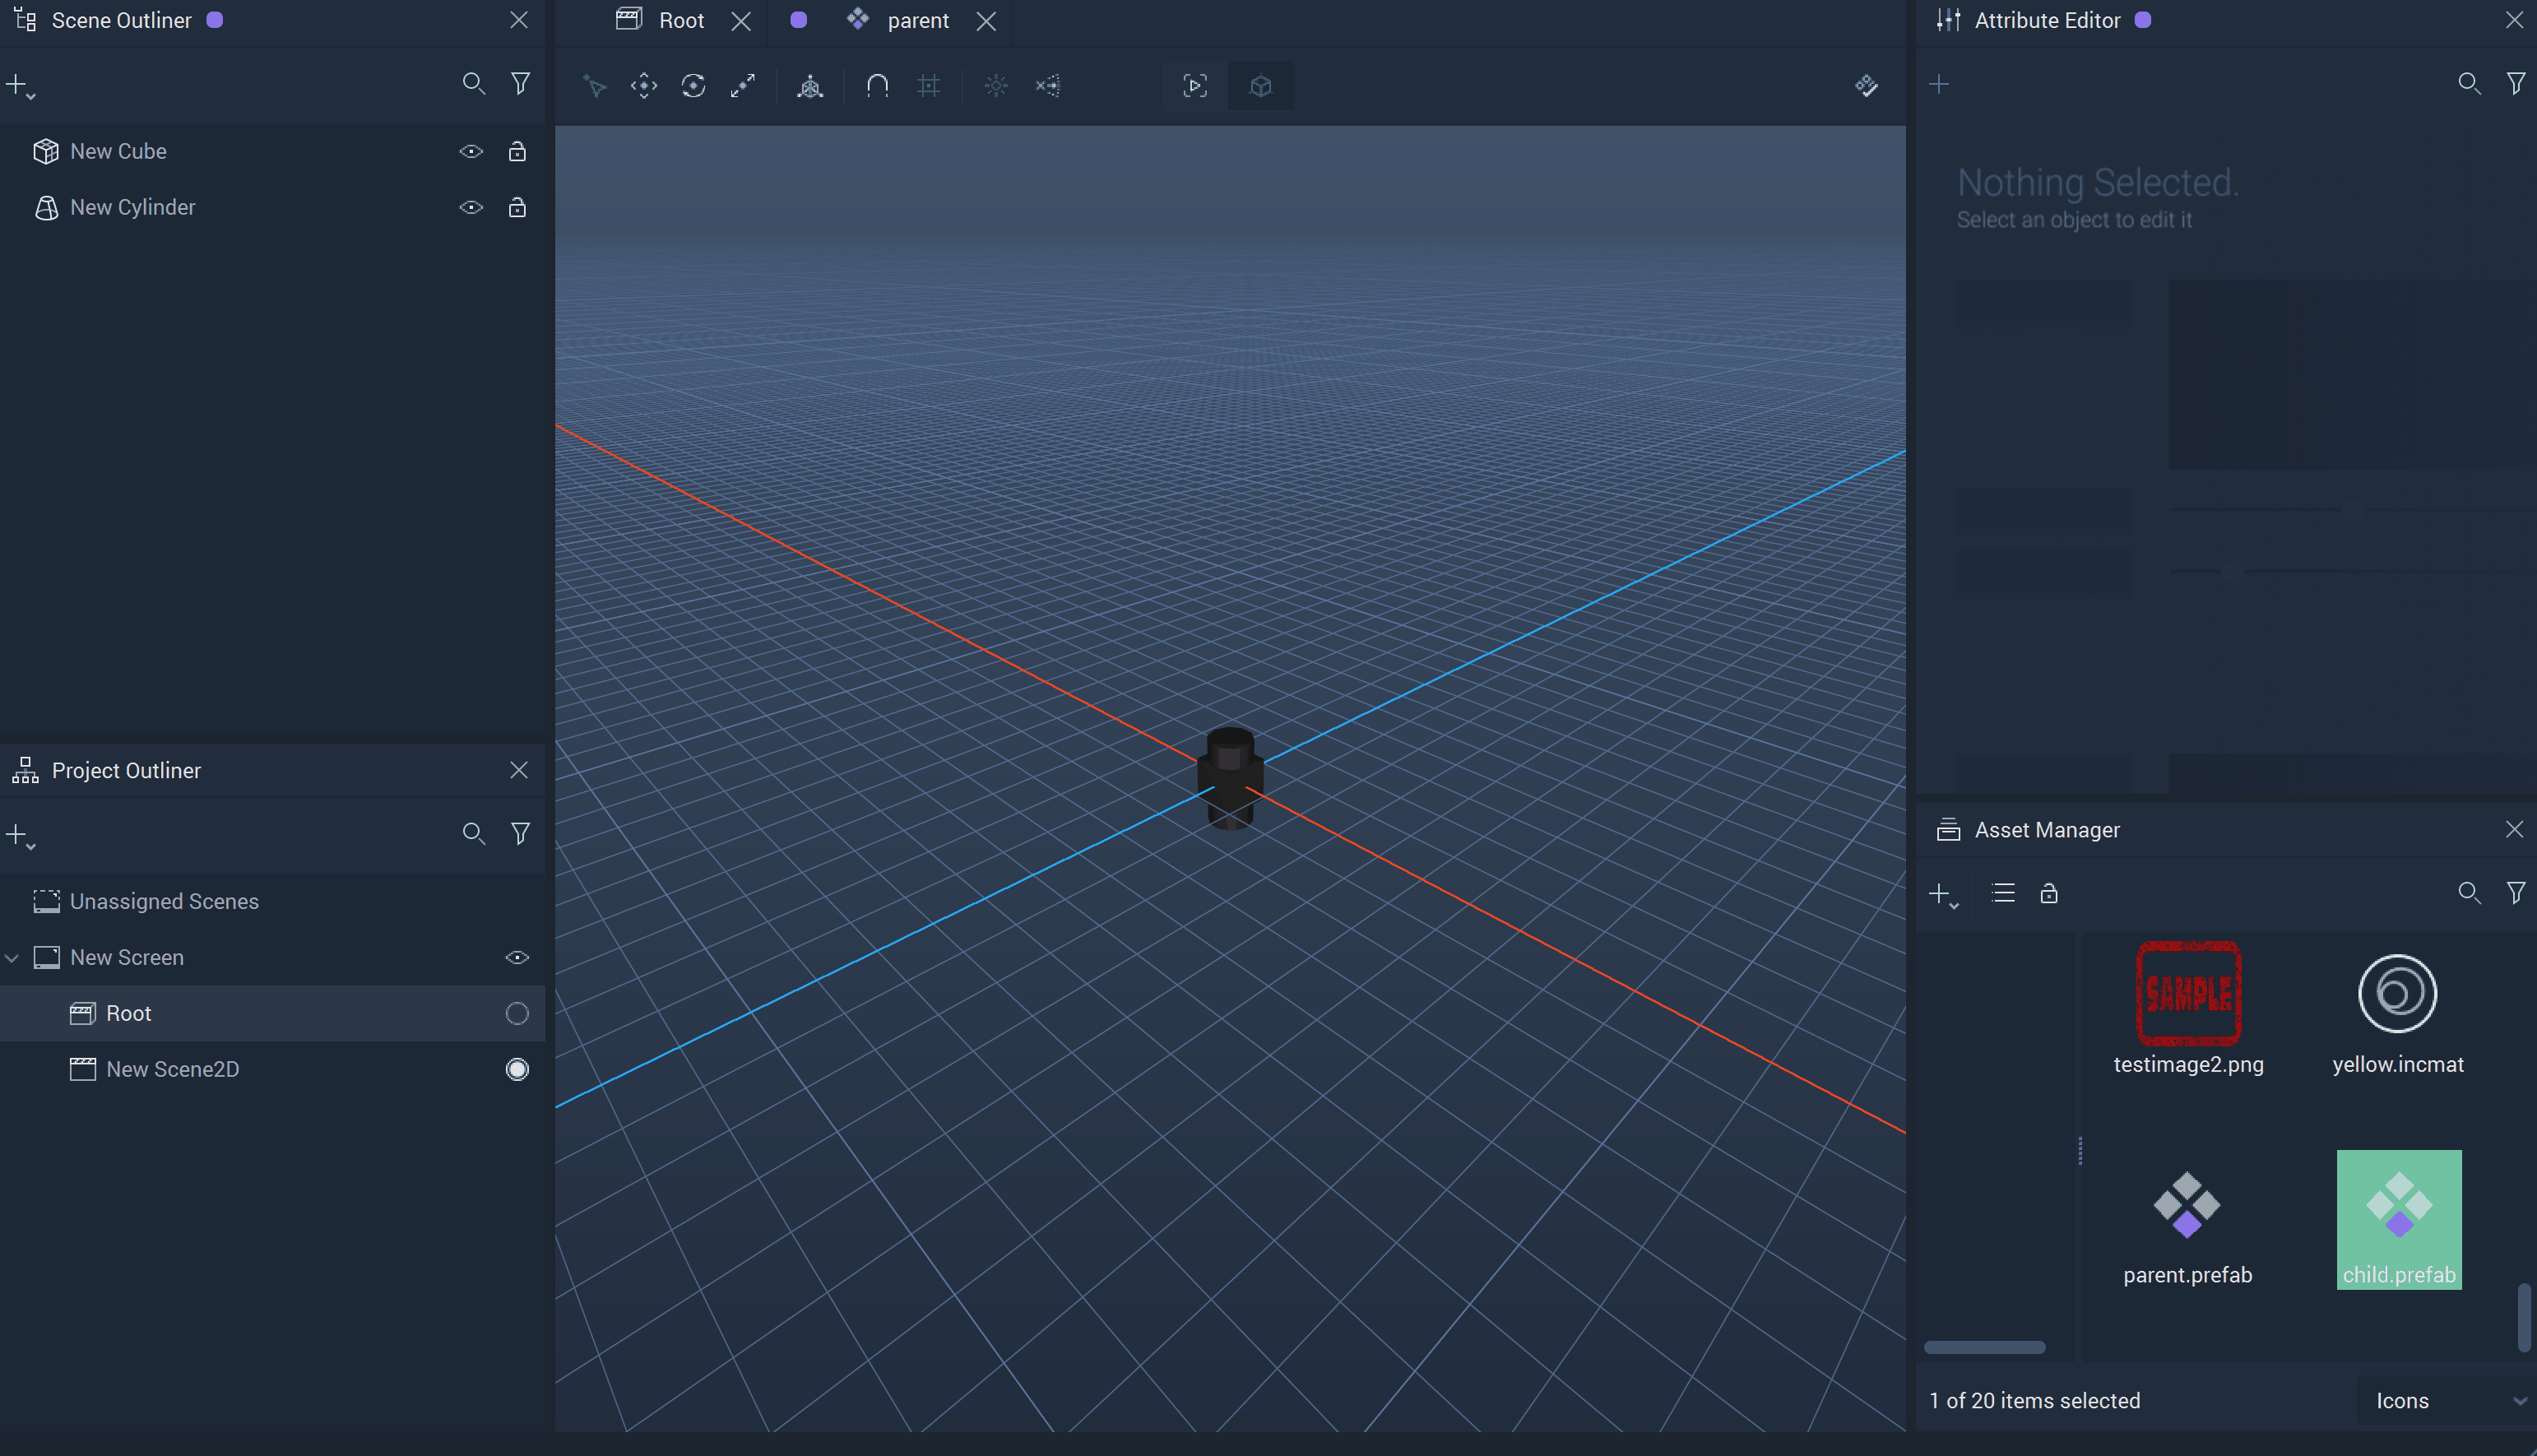 Scene Outliner
New Cube
New Cylinder
Project Outliner
Unassigned Scenes
New Screen
Root
New Scene2D
Root
parent
Attribute Editor
Nothing Selected.
Select an object to edit it
Asset Manager
SAMPLE
testimage2.png
yellow.incmat
parent.prefab
child.prefab
1 of 20 items selected
Icons